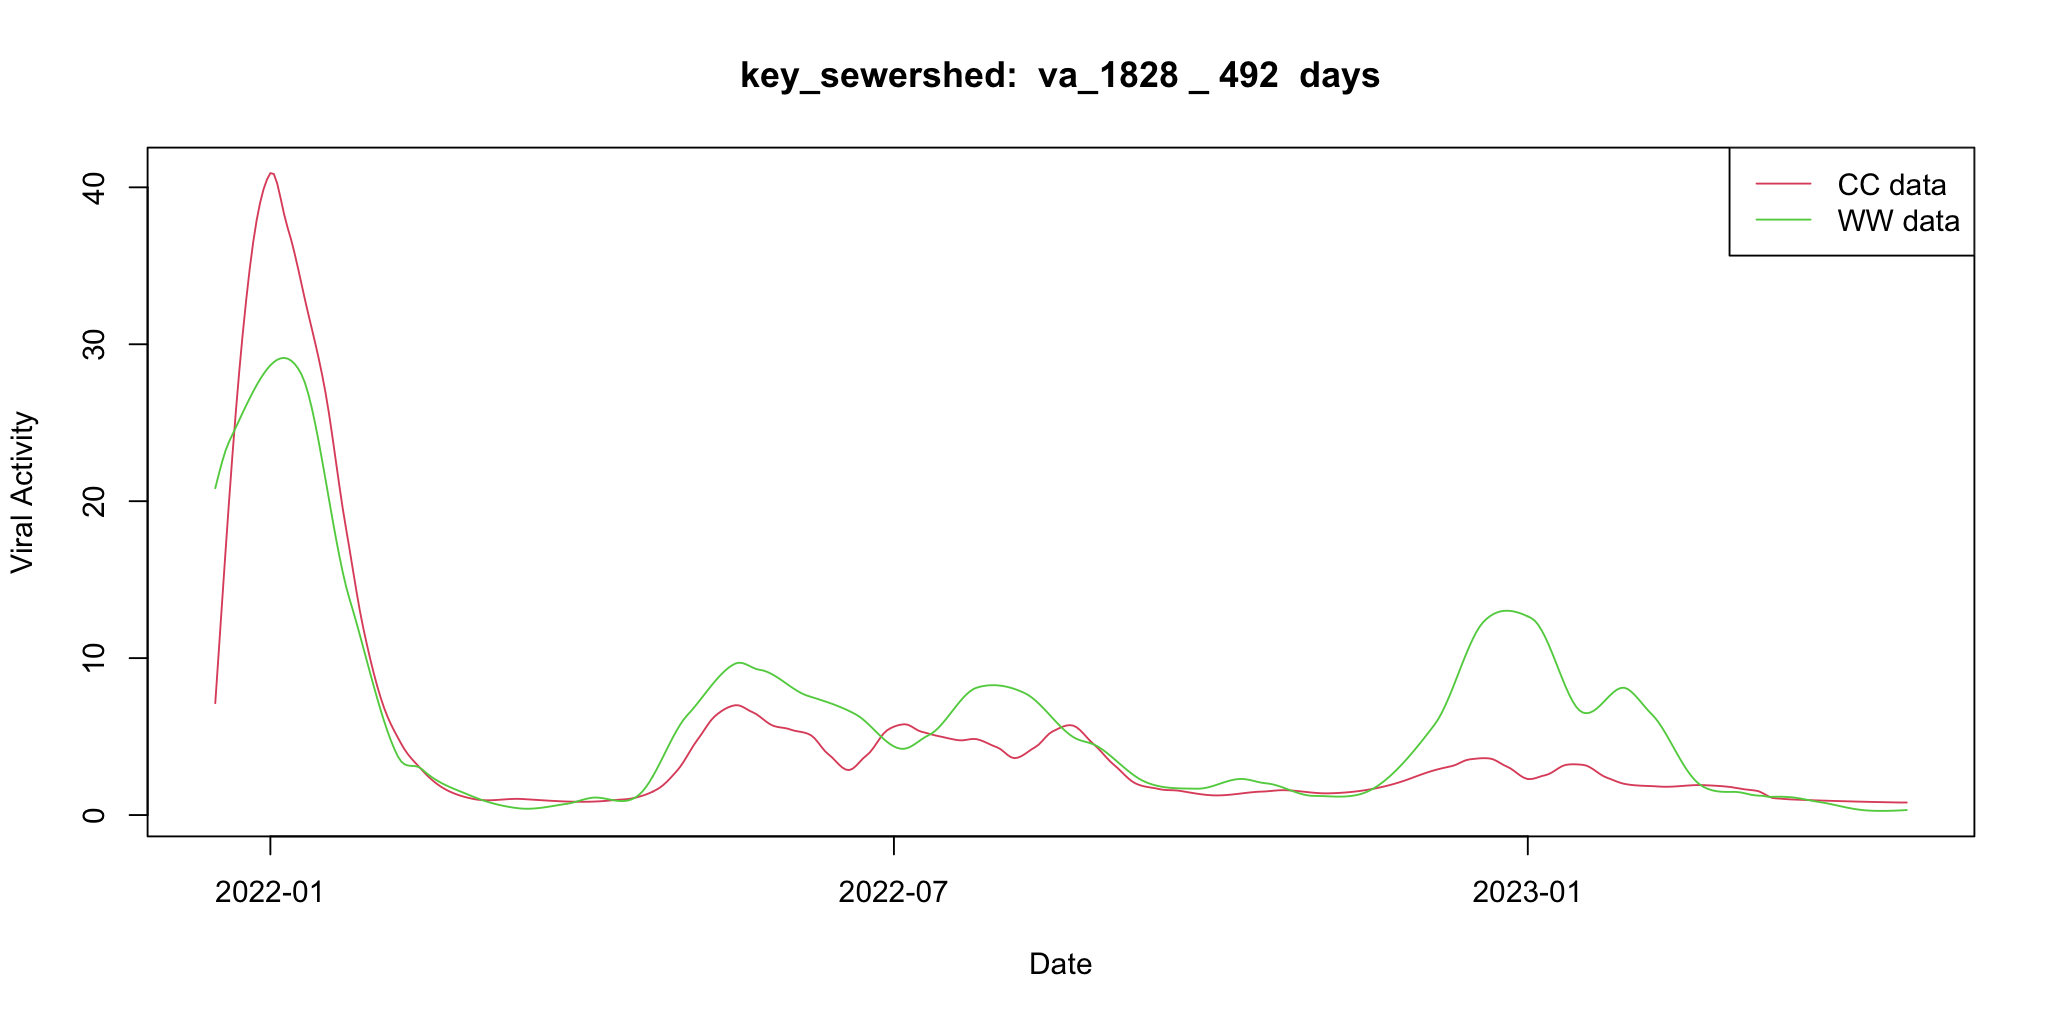 key_sewershed: va_1828 _ 492 days
CC data
WW data
Viral Activity
40
30
20
10
0
2022-01 2022-07 2023-01
Date